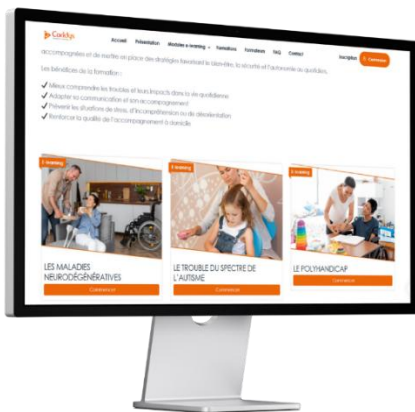 Caddys
Accueil Présentation Modules e-learning Formations Formateurs FAQ Contact Inscription Connexion
accompagnées et de mettre en place des stratégies favorisant le bien-être, la sécurité et l'autonomie au quotidien.
Les bénéfices de la formation :
✓ Mieux comprendre les troubles et leurs impacts dans la vie quotidienne
✓ Adapter sa communication et son accompagnement
✓ Prévenir les situations de stress, d'incompréhension ou de désorientation
✓ Renforcer la qualité de l'accompagnement à domicile
E-learning
E-learning
E-learning
LES MALADIES
NEURODÉGÉNÉRATIVES
Commencer
LE TROUBLE DU SPECTRE DE
L'AUTISME
Commencer
LE POLYHANDICAP
Commencer